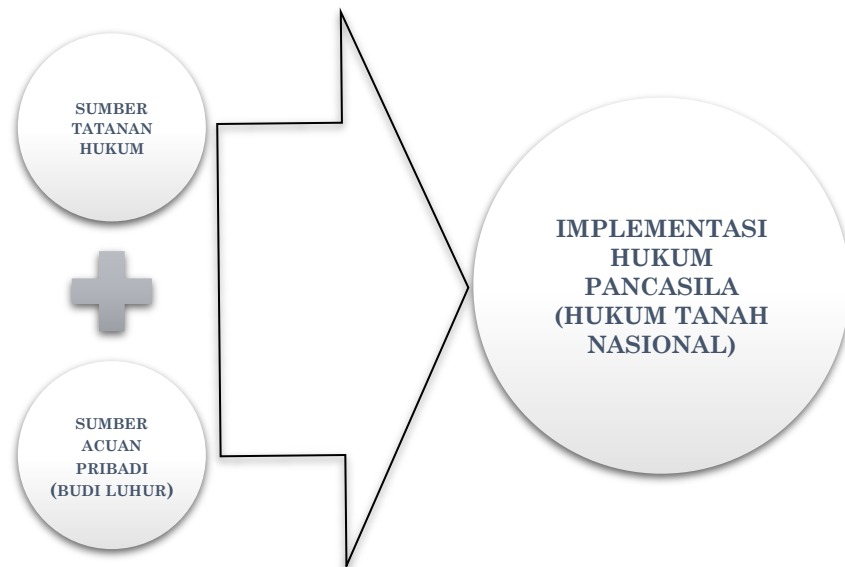 SUMBER
TATANAN
HUKUM
SUMBER
ACUAN
PRIBADI
(BUDI LUHUR)
IMPLEMENTASI
HUKUM
PANCASILA
(HUKUM TANAH
NASIONAL)